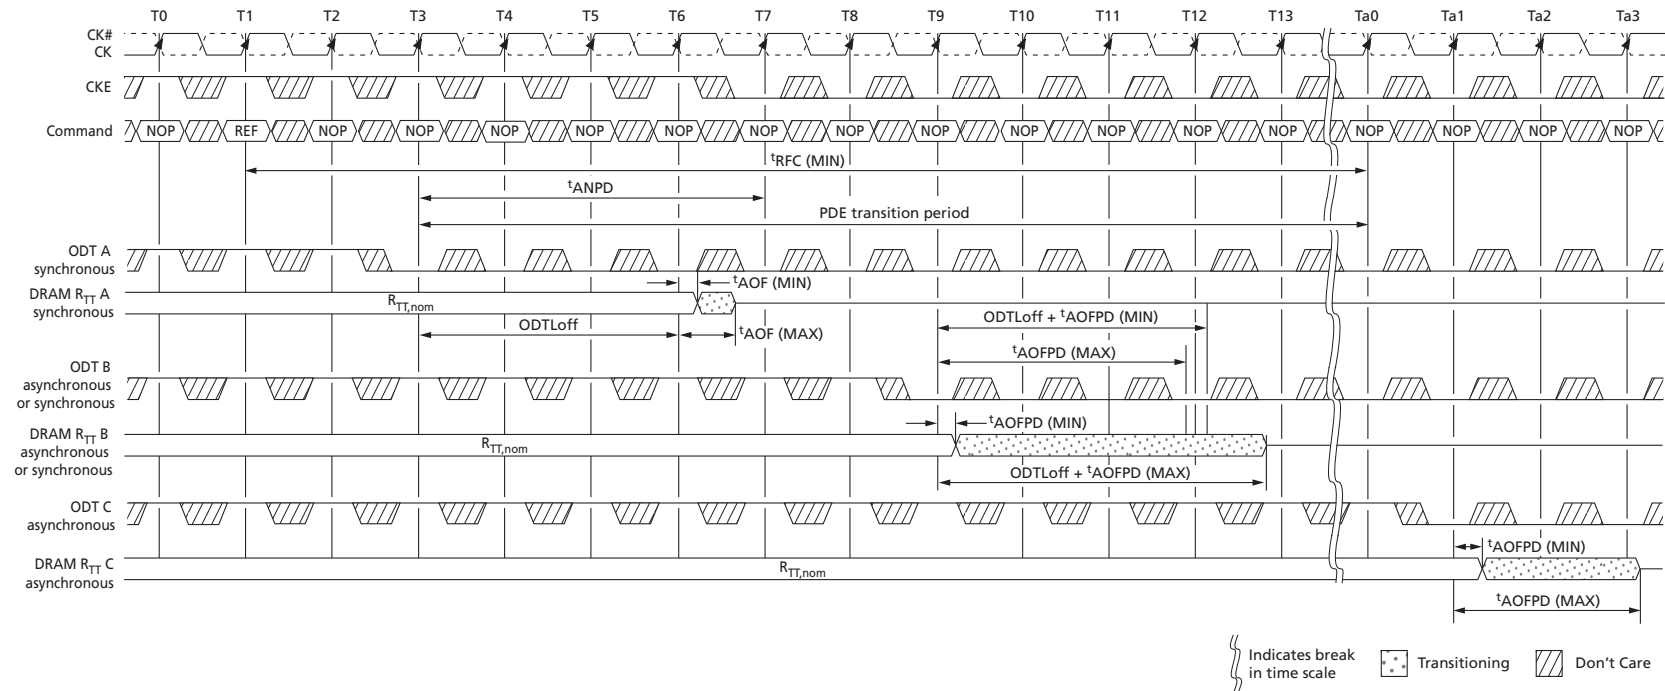 T0 T1 T2 T3 T4 T5 T6 T7 T8 T9 T10 T11 T12 T13 Ta0 Ta1 Ta2 Ta3
CK#
CK
CKE
Command NOP REF NOP NOP NOP NOP NOP NOP NOP NOP NOP NOP NOP NOP NOP NOP NOP NOP
tRFC (MIN)
tANPD
PDE transition period
ODT A
synchronous
tAOF (MIN)
DRAM RTT A
synchronous
RTT,nom
ODTLoff + tAOFPD (MIN)
ODTLoff
tAOF (MAX)
tAOFPD (MAX)
ODT B
asynchronous
or synchronous
tAOFPD (MIN)
DRAM RTT B
asynchronous
or synchronous
RTT,nom
ODTLoff + tAOFPD (MAX)
ODT C
asynchronous
tAOFPD (MIN)
DRAM RTT C
asynchronous
RTT,nom
tAOFPD (MAX)
Indicates break
in time scale
Transitioning
Don't Care